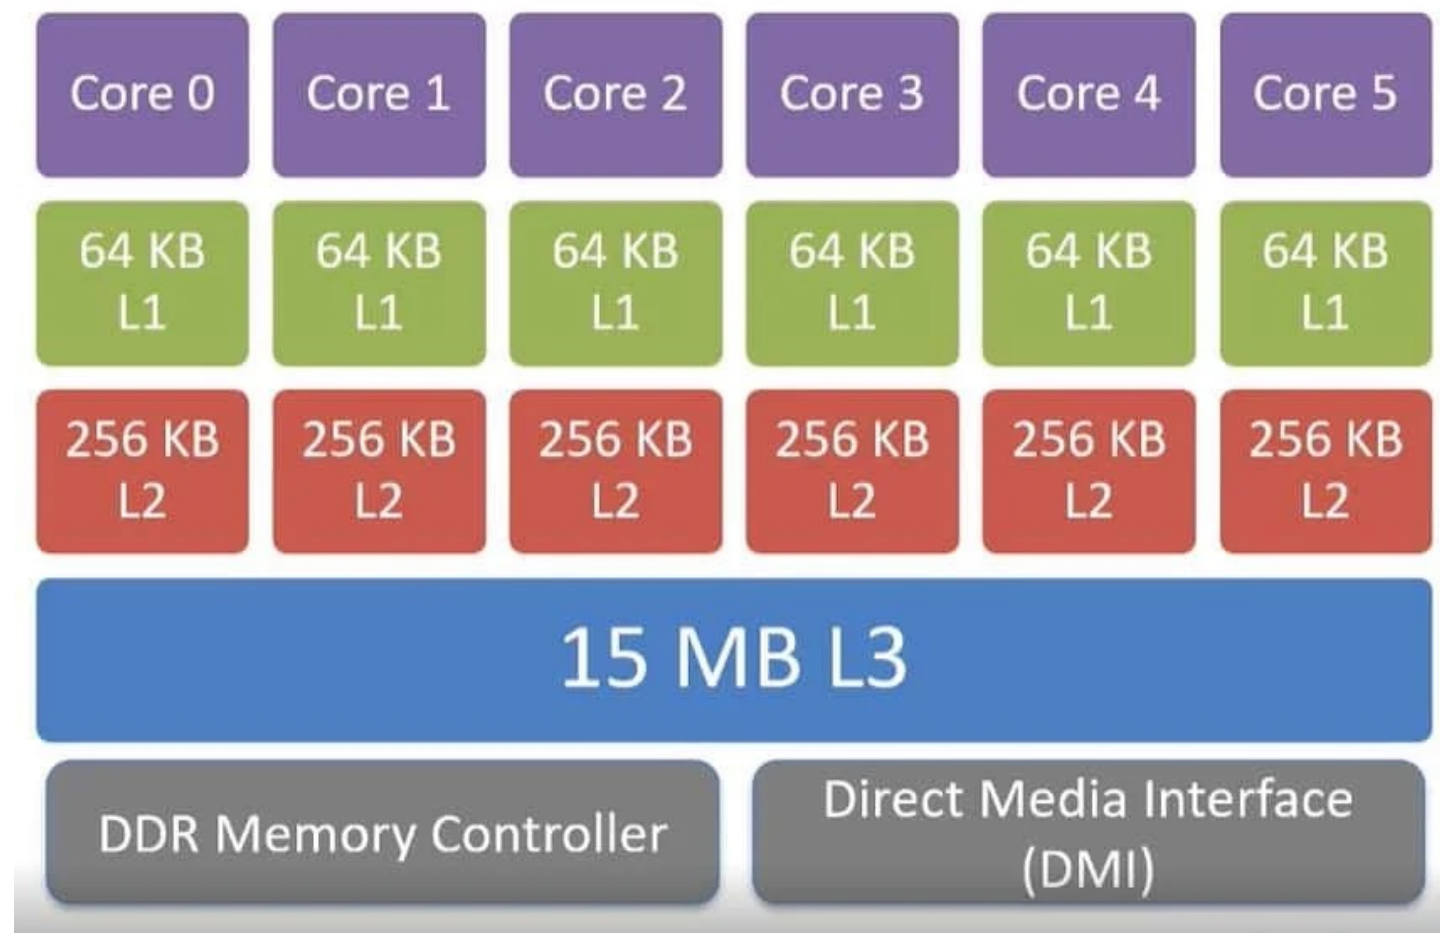 Core 0
Core 1
Core 2
Core 3
Core 4
Core 5
64 KB
L1
64 KB
L1
64 KB
L1
64 KB
L1
64 KB
L1
64 KB
L1
256 KB
L2
256 KB
L2
256 KB
L2
256 KB
L2
256 KB
L2
256 KB
L2
15 MB L3
DDR Memory Controller
Direct Media Interface
(DMI)